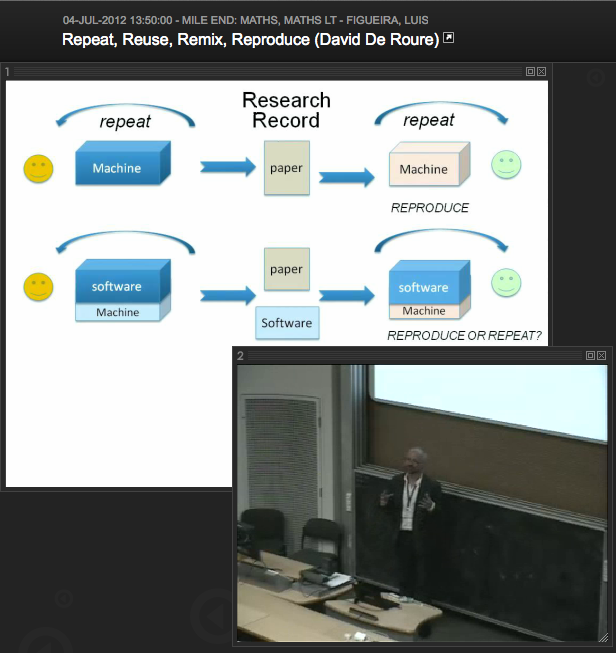 04-JUL-2012 13:50:00 - MILE END: MATHS, MATHS LT - FIGUEIRA, LUIS
Repeat, Reuse, Remix, Reproduce (David De Roure)
1
Research
Record
repeat
repeat
Machine
paper
Machine
REPRODUCE
software
Machine
paper
Software
software
Machine
REPRODUCE OR REPEAT?
2